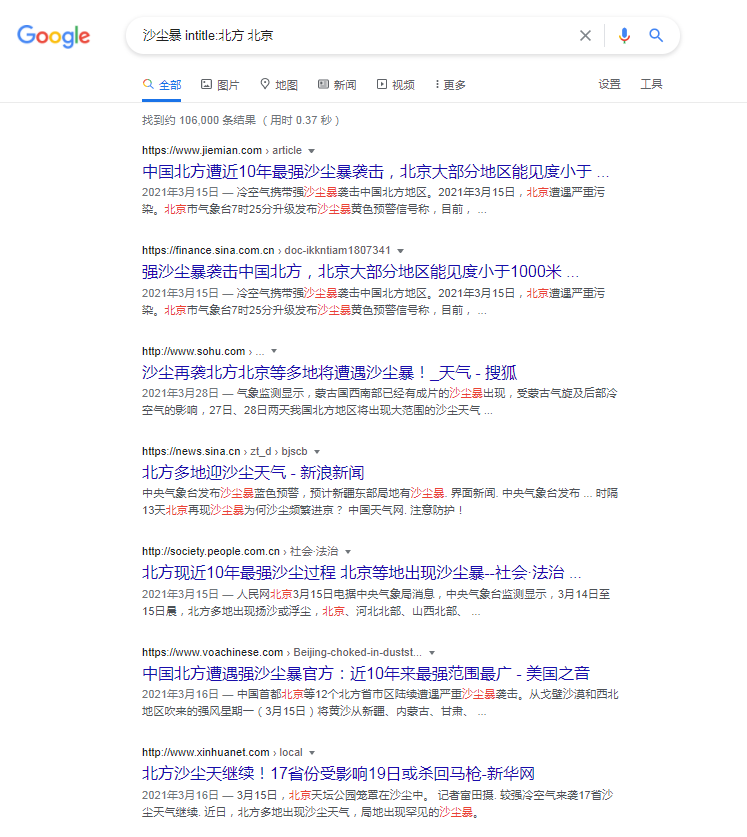 Google
沙尘暴 intitle:北方 北京
全部 图片 地图 新闻 视频 更多 设置 工具
找到约 106,000 条结果 （用时 0.37 秒）
https://www.jiemian.com › article
中国北方遭近10年最强沙尘暴袭击，北京大部分地区能见度小于 ...
2021年3月15日 — 冷空气携带强沙尘暴袭击中国北方地区。2021年3月15日，北京遭遇严重污
染。北京市气象台7时25分升级发布沙尘暴黄色预警信号称，目前， ...
https://finance.sina.com.cn › doc-ikkntiam1807341
强沙尘暴袭击中国北方，北京大部分地区能见度小于1000米 ...
2021年3月15日 — 冷空气携带强沙尘暴袭击中国北方地区。2021年3月15日，北京遭遇严重污
染。北京市气象台7时25分升级发布沙尘暴黄色预警信号称，目前， ...
http://www.sohu.com › ...
沙尘再袭北方北京等多地将遭遇沙尘暴！_天气 - 搜狐
2021年3月28日 — 气象监测显示，蒙古国西南部已经有成片的沙尘暴出现，受蒙古气旋及后部冷
空气的影响，27日、28日两天我国北方地区将出现大范围的沙尘天气 ...
https://news.sina.cn › zt_d › bjscb
北方多地迎沙尘天气 - 新浪新闻
中央气象台发布沙尘暴蓝色预警，预计新疆东部局地有沙尘暴. 界面新闻. 中央气象台发布 ... 时隔
13天北京再现沙尘暴为何沙尘频繁进京？ 中国天气网. 注意防护！
http://society.people.com.cn › 社会·法治
北方现近10年最强沙尘过程 北京等地出现沙尘暴--社会·法治 ...
2021年3月15日 — 人民网北京3月15日电据中央气象局消息，中央气象台监测显示，3月14日至
15日晨，北方多地出现扬沙或浮尘，北京、河北北部、山西北部、 ...
https://www.voachinese.com › Beijing-choked-in-dustst...
中国北方遭遇强沙尘暴官方：近10年来最强范围最广 - 美国之音
2021年3月16日 — 中国首都北京等12个北方省市区陆续遭遇严重沙尘暴袭击。从戈壁沙漠和西北
地区吹来的强风星期一（3月15日）将黄沙从新疆、内蒙古、甘肃、 ...
http://www.xinhuanet.com › local
北方沙尘天继续！17省份受影响19日或杀回马枪-新华网
2021年3月16日 — 3月15日，北京天坛公园笼罩在沙尘中。 记者富田摄. 较强冷空气来袭17省沙
尘天气继续. 近日，北方多地出现沙尘天气，局地出现罕见的沙尘暴。